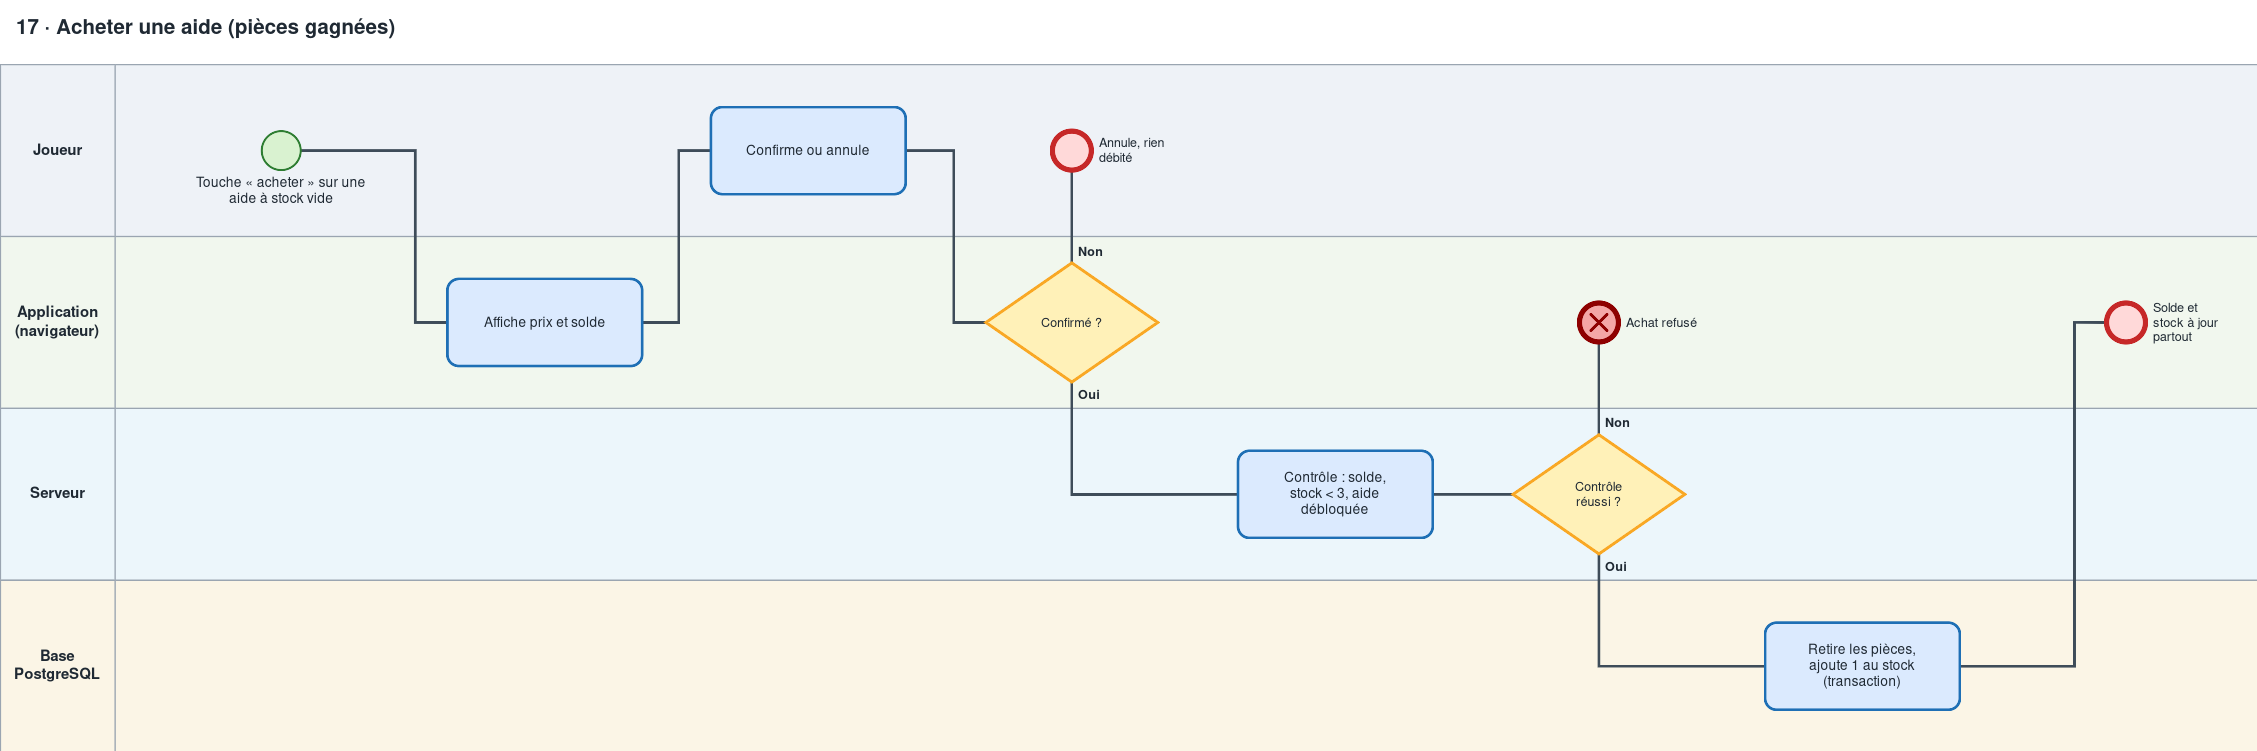 17 · Acheter une aide (pièces gagnées)
Joueur
Touche « acheter » sur une
aide à stock vide
Confirme ou annule
Annule, rien
débité
Application
(navigateur)
Affiche prix et solde
Non
Confirmé ?
Oui
Achat refusé
Solde et
stock à jour
partout
Serveur
Contrôle : solde,
stock < 3, aide
débloquée
Non
Contrôle
réussi ?
Oui
Base
PostgreSQL
Retire les pièces,
ajoute 1 au stock
(transaction)